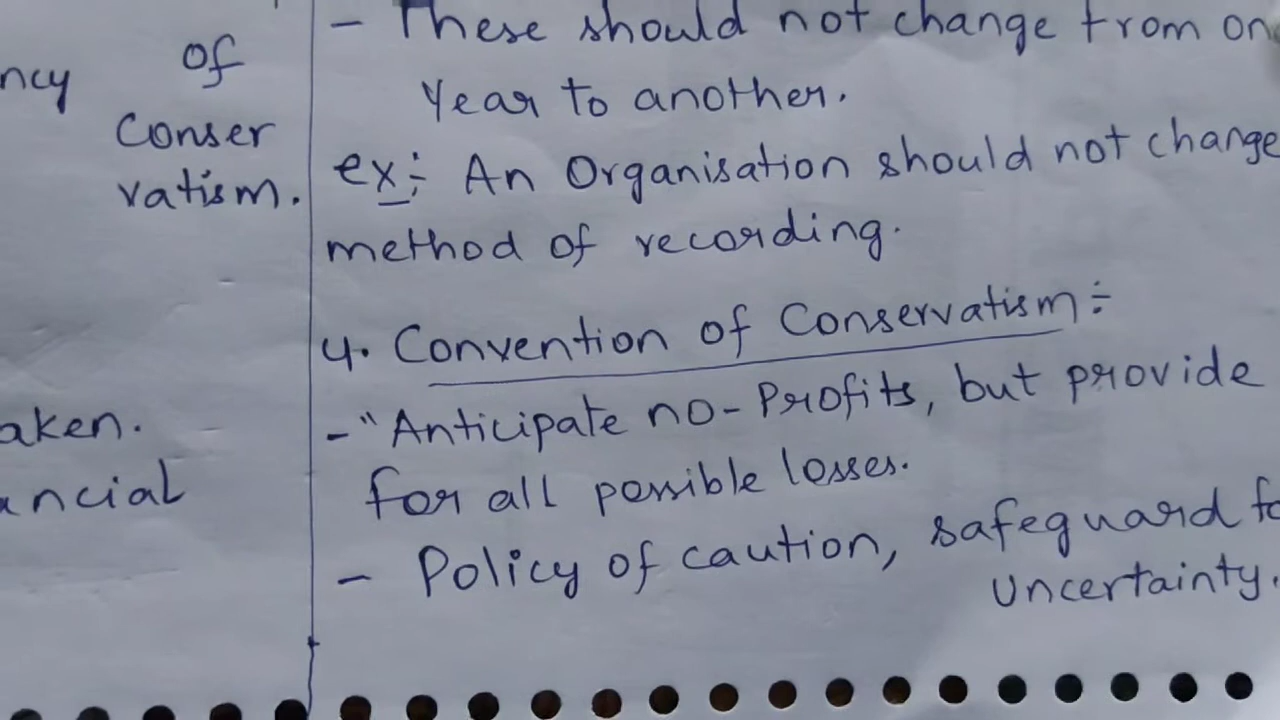 of
ncy
Conser
vatism.
aken.
ancial
- These should not change from on
Year to another.
ex:- An Organisation should not change
method of recording.
4. Convention of Conservatism:-
- "Anticipate no-Profits, but provide
for all possible losses.
- Policy of caution, safeguard fo
Uncertainty.